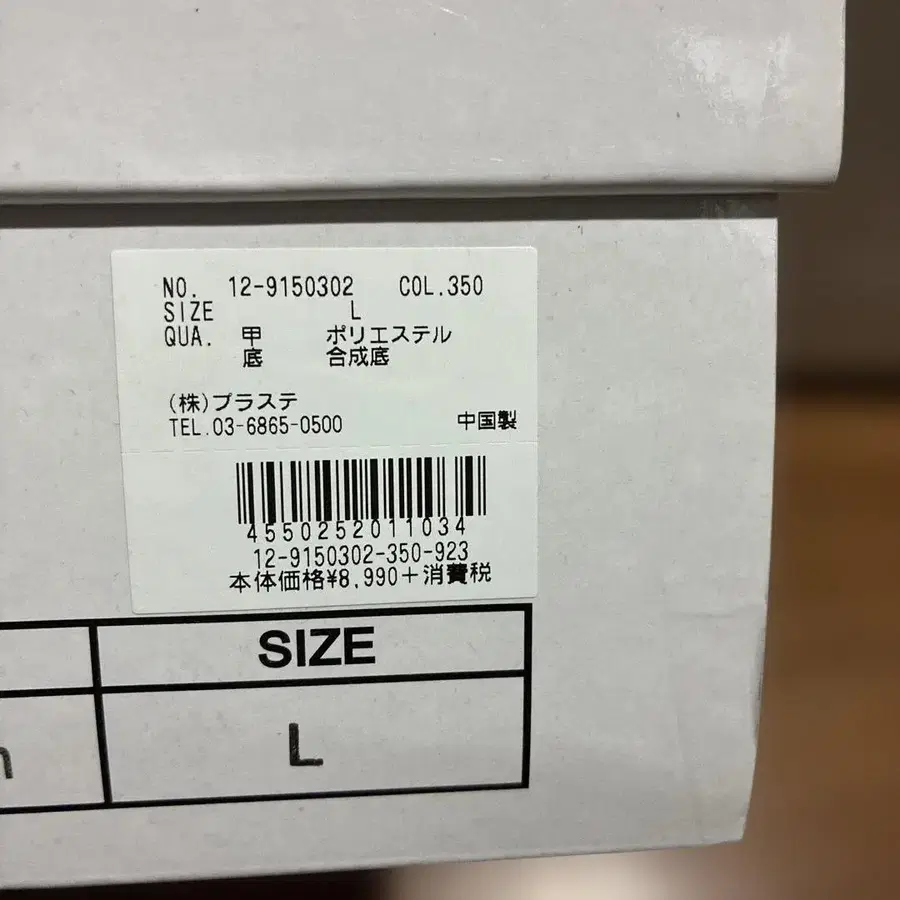 NO. 12-9150302 COL.350
SIZE L
QUA. 甲 ポリエステル
底 合成底
(株)プラステ
TEL.03-6865-0500 中国製
4550252011034
12-9150302-350-923
本体価格¥8,990+消費税
SIZE
L